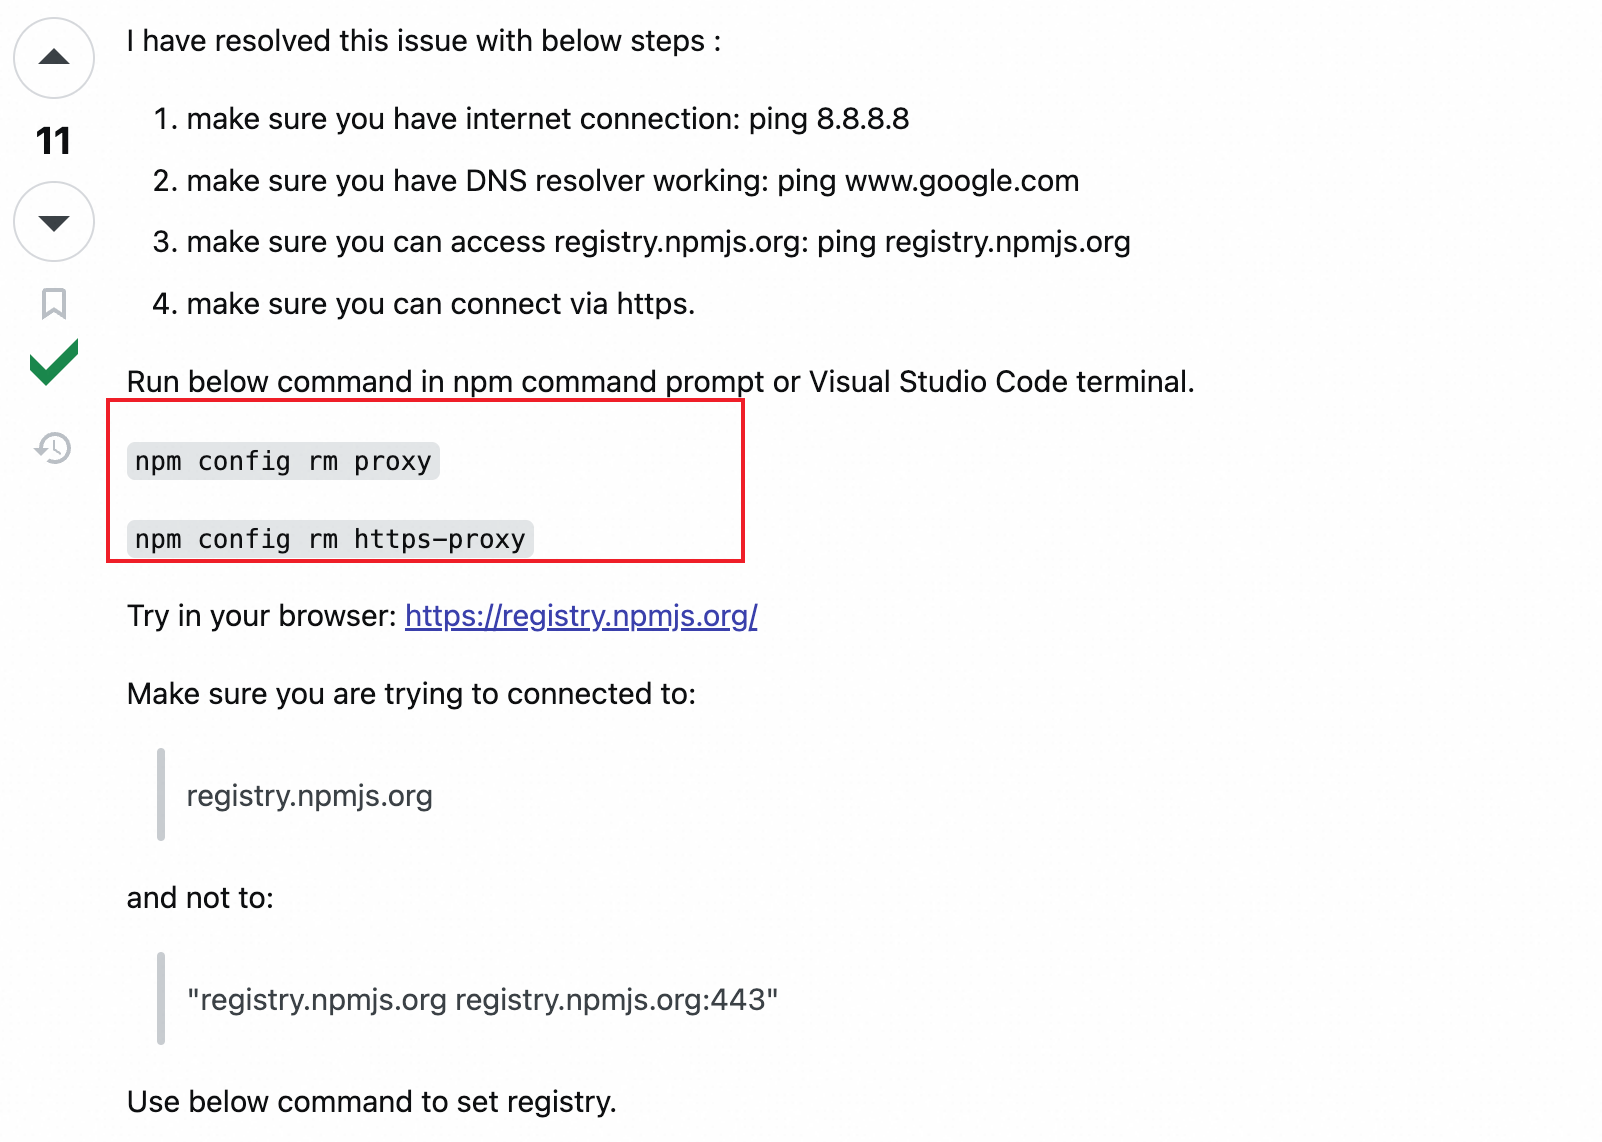 I have resolved this issue with below steps :
11
1. make sure you have internet connection: ping 8.8.8.8
2. make sure you have DNS resolver working: ping www.google.com
3. make sure you can access registry.npmjs.org: ping registry.npmjs.org
4. make sure you can connect via https.
Run below command in npm command prompt or Visual Studio Code terminal.
npm config rm proxy
npm config rm https-proxy
Try in your browser: https://registry.npmjs.org/
Make sure you are trying to connected to:
registry.npmjs.org
and not to:
"registry.npmjs.org registry.npmjs.org:443"
Use below command to set registry.